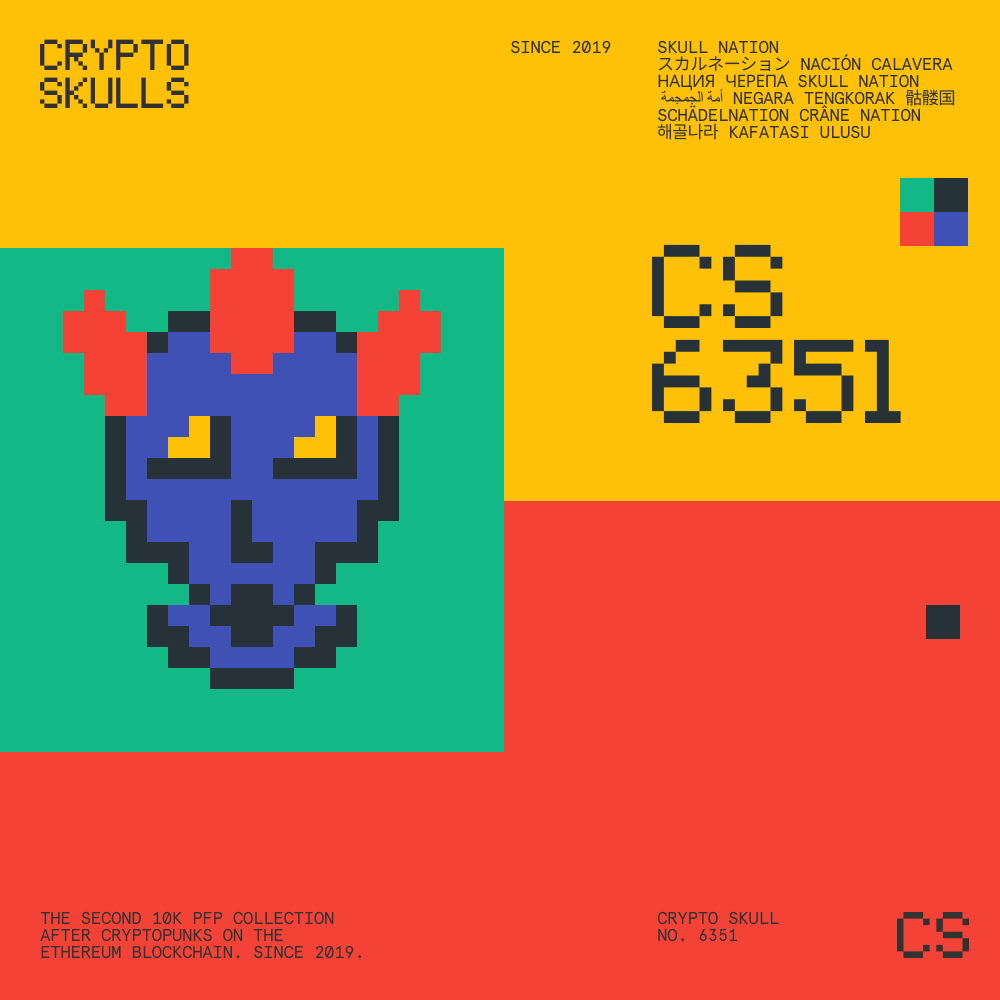 CRYPTO
SKULLS
SINCE 2019
SKULL NATION
スカルネーション NACIÓN CALAVERA
НАЦИЯ ЧЕРЕПА SKULL NATION
أمة الجمجمة NEGARA TENGKORAK 骷髅国
SCHÄDELNATION CRÂNE NATION
해골나라 KAFATASI ULUSU
CS
6351
THE SECOND 10K PFP COLLECTION
AFTER CRYPTOPUNKS ON THE
ETHEREUM BLOCKCHAIN. SINCE 2019.
CRYPTO SKULL
NO. 6351
CS